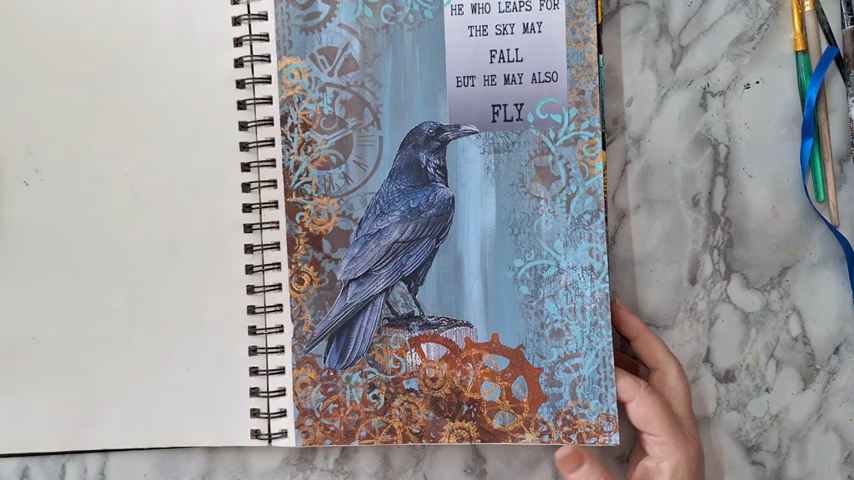 HE WHO LEAPS FOR
THE SKY MAY
FALL
BUT HE MAY ALSO
FLY